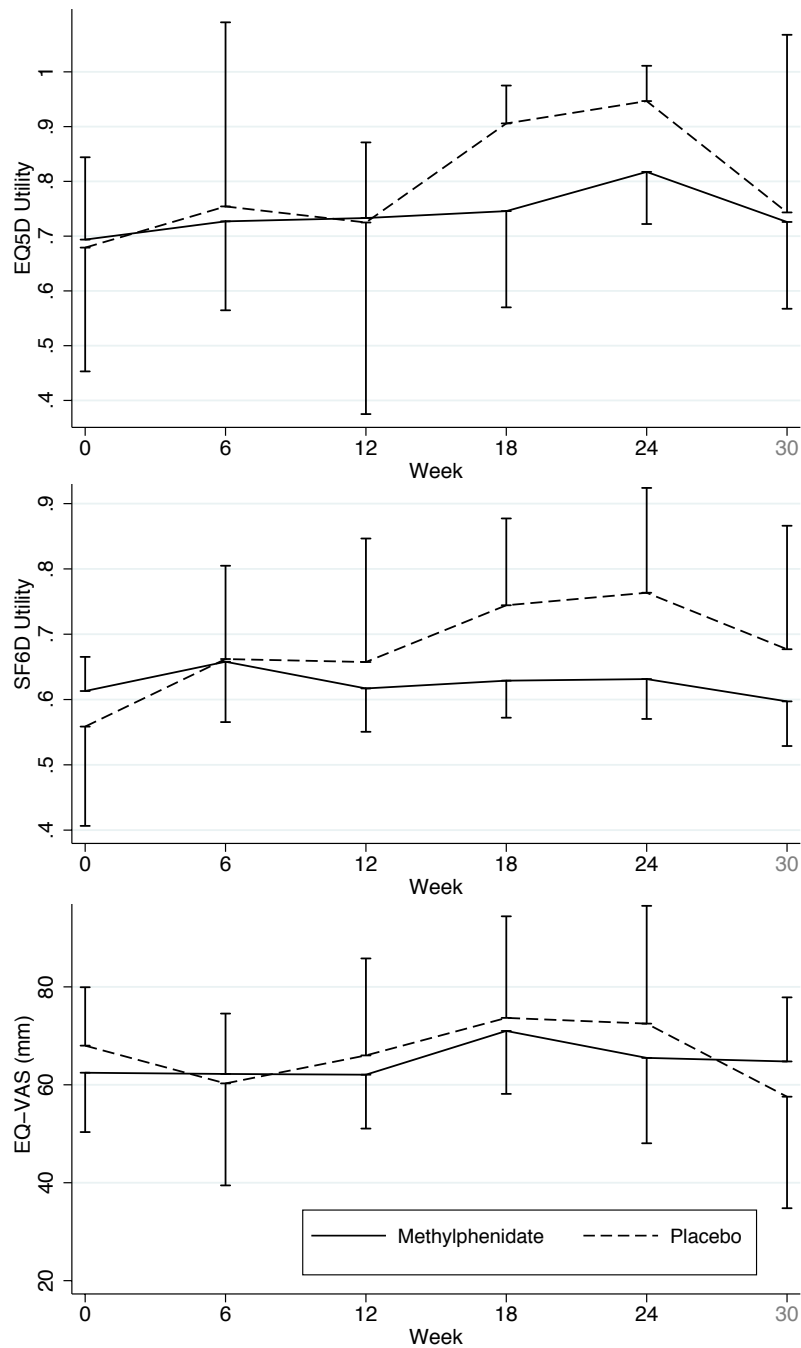 EQ5D Utility
1
.9
.8
.7
.6
.5
.4
0 6 12 18 24 30
Week
SF6D Utility
.9
.8
.7
.6
.5
.4
0 6 12 18 24 30
Week
EQ−VAS (mm)
80
60
40
20
Methylphenidate Placebo
0 6 12 18 24 30
Week